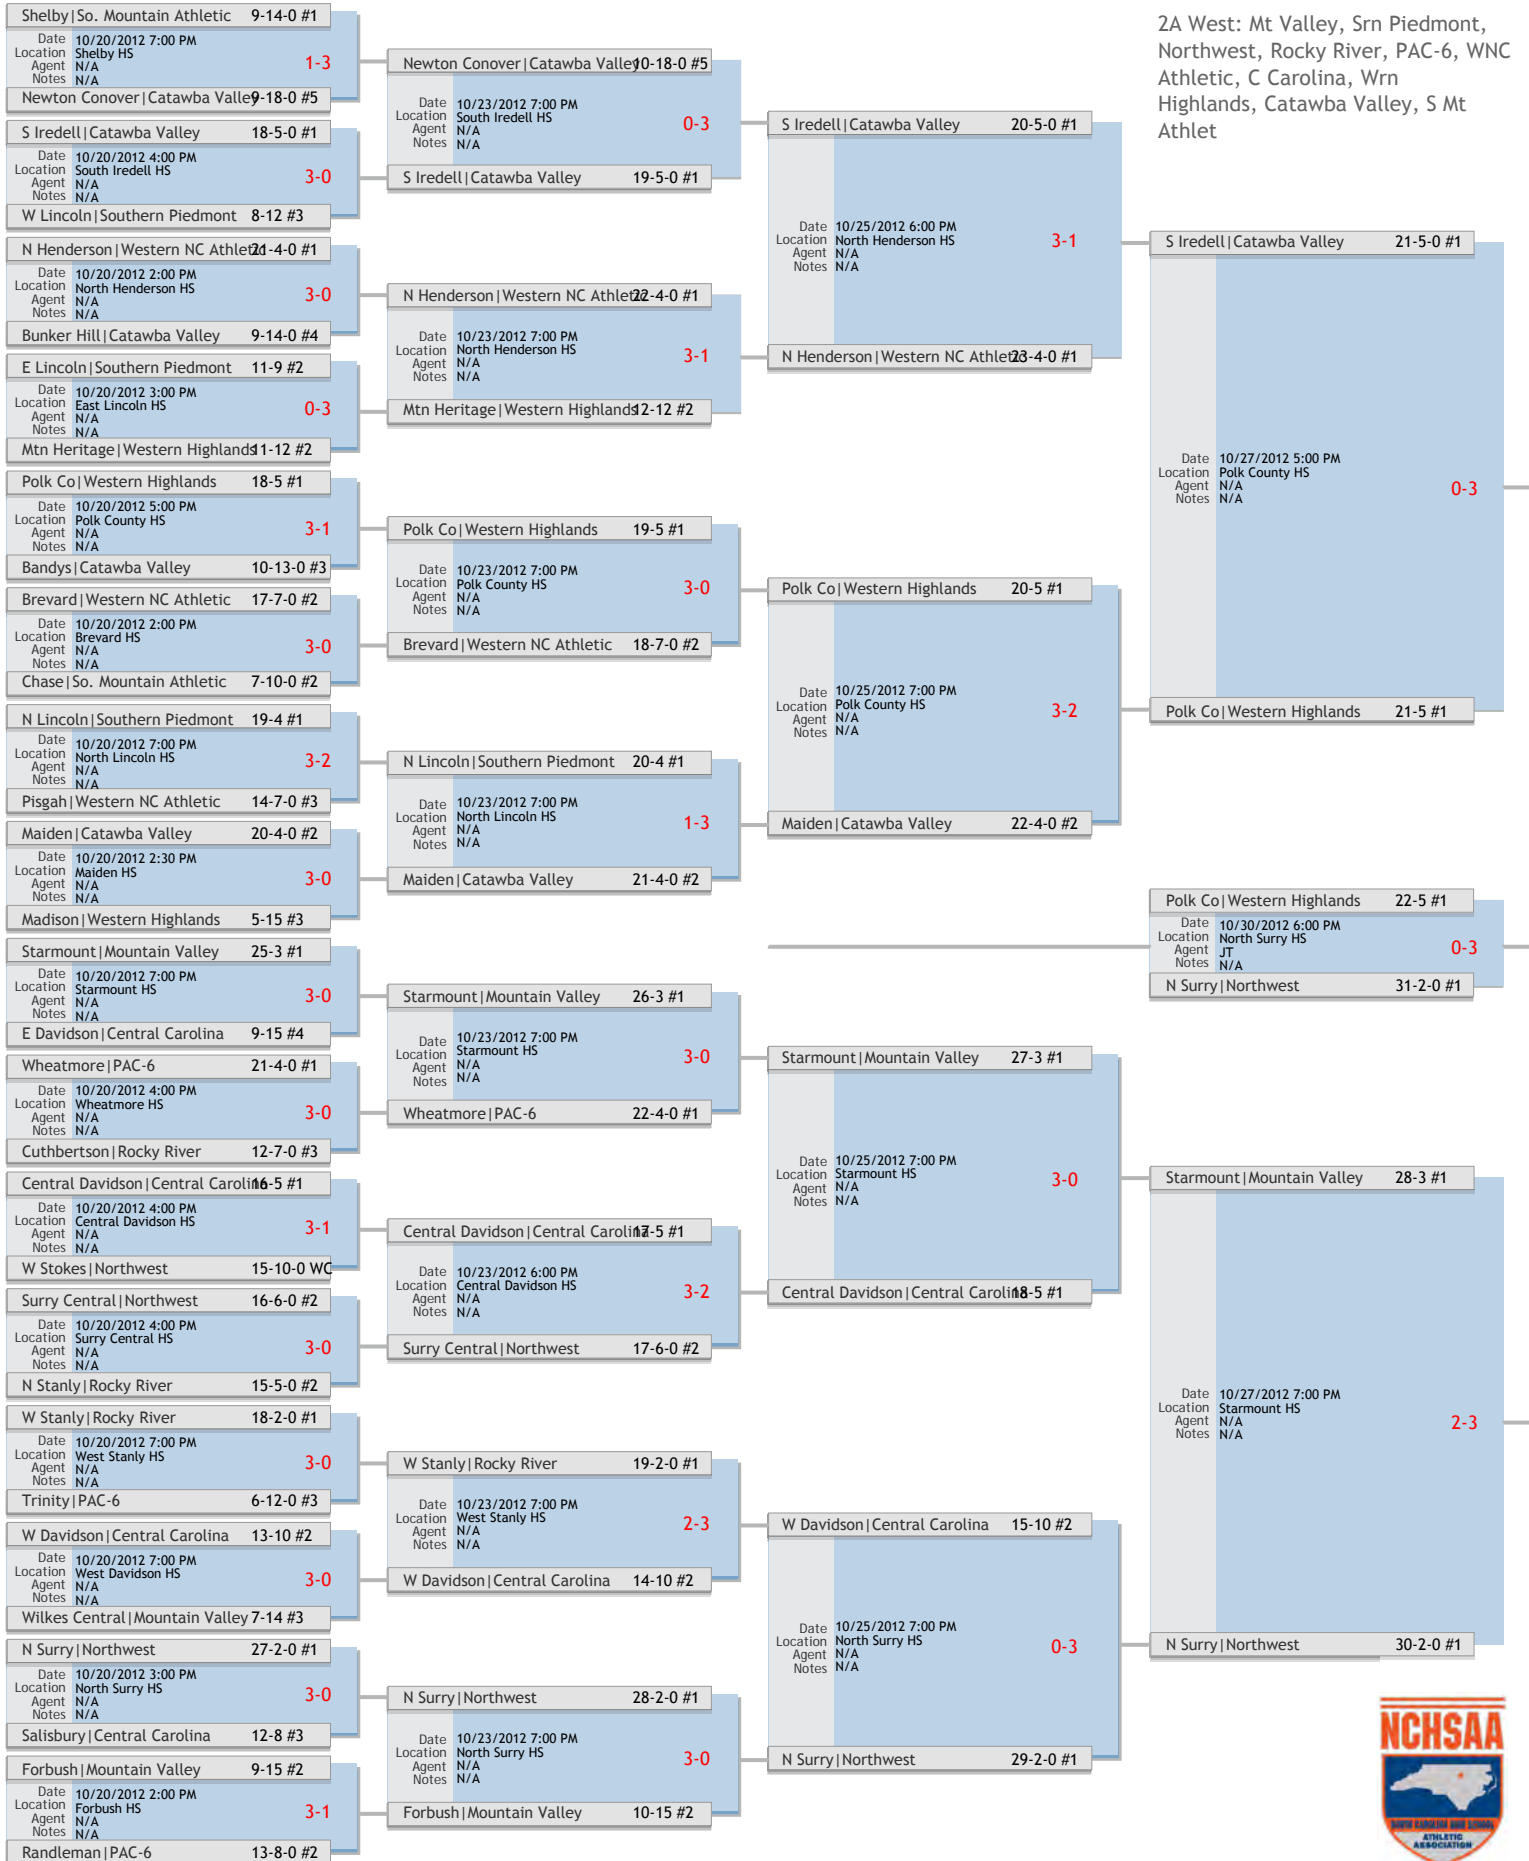 Shelby|So. Mountain Athletic 9-14-0 #1
Date 10/20/2012 7:00 PM
Location Shelby HS
Agent N/A
Notes N/A
1-3
Newton Conover|Catawba Valley 9-18-0 #5
S Iredell|Catawba Valley 18-5-0 #1
Date 10/20/2012 4:00 PM
Location South Iredell HS
Agent N/A
Notes N/A
3-0
W Lincoln|Southern Piedmont 8-12 #3
N Henderson|Western NC Athletic 21-4-0 #1
Date 10/20/2012 2:00 PM
Location North Henderson HS
Agent N/A
Notes N/A
3-0
Bunker Hill|Catawba Valley 9-14-0 #4
E Lincoln|Southern Piedmont 11-9 #2
Date 10/20/2012 3:00 PM
Location East Lincoln HS
Agent N/A
Notes N/A
0-3
Mtn Heritage|Western Highlands 11-12 #2
Polk Co|Western Highlands 18-5 #1
Date 10/20/2012 5:00 PM
Location Polk County HS
Agent N/A
Notes N/A
3-1
Bandys|Catawba Valley 10-13-0 #3
Brevard|Western NC Athletic 17-7-0 #2
Date 10/20/2012 2:00 PM
Location Brevard HS
Agent N/A
Notes N/A
3-0
Chase|So. Mountain Athletic 7-10-0 #2
N Lincoln|Southern Piedmont 19-4 #1
Date 10/20/2012 7:00 PM
Location North Lincoln HS
Agent N/A
Notes N/A
3-2
Pisgah|Western NC Athletic 14-7-0 #3
Maiden|Catawba Valley 20-4-0 #2
Date 10/20/2012 2:30 PM
Location Maiden HS
Agent N/A
Notes N/A
3-0
Madison|Western Highlands 5-15 #3
Starmount|Mountain Valley 25-3 #1
Date 10/20/2012 7:00 PM
Location Starmount HS
Agent N/A
Notes N/A
3-0
E Davidson|Central Carolina 9-15 #4
Wheatmore|PAC-6 21-4-0 #1
Date 10/20/2012 4:00 PM
Location Wheatmore HS
Agent N/A
Notes N/A
3-0
Cuthbertson|Rocky River 12-7-0 #3
Central Davidson|Central Carolina 16-5 #1
Date 10/20/2012 4:00 PM
Location Central Davidson HS
Agent N/A
Notes N/A
3-1
W Stokes|Northwest 15-10-0 WC
Surry Central|Northwest 16-6-0 #2
Date 10/20/2012 4:00 PM
Location Surry Central HS
Agent N/A
Notes N/A
3-0
N Stanly|Rocky River 15-5-0 #2
W Stanly|Rocky River 18-2-0 #1
Date 10/20/2012 7:00 PM
Location West Stanly HS
Agent N/A
Notes N/A
3-0
Trinity|PAC-6 6-12-0 #3
W Davidson|Central Carolina 13-10 #2
Date 10/20/2012 7:00 PM
Location West Davidson HS
Agent N/A
Notes N/A
3-0
Wilkes Central|Mountain Valley 7-14 #3
N Surry|Northwest 27-2-0 #1
Date 10/20/2012 3:00 PM
Location North Surry HS
Agent N/A
Notes N/A
3-0
Salisbury|Central Carolina 12-8 #3
Forbush|Mountain Valley 9-15 #2
Date 10/20/2012 2:00 PM
Location Forbush HS
Agent N/A
Notes N/A
3-1
Randleman|PAC-6 13-8-0 #2
Newton Conover|Catawba Valley 10-18-0 #5
Date 10/23/2012 7:00 PM
Location South Iredell HS
Agent N/A
Notes N/A
0-3
S Iredell|Catawba Valley 19-5-0 #1
N Henderson|Western NC Athletic 22-4-0 #1
Date 10/23/2012 7:00 PM
Location North Henderson HS
Agent N/A
Notes N/A
3-1
Mtn Heritage|Western Highlands 12-12 #2
Polk Co|Western Highlands 19-5 #1
Date 10/23/2012 7:00 PM
Location Polk County HS
Agent N/A
Notes N/A
3-0
Brevard|Western NC Athletic 18-7-0 #2
N Lincoln|Southern Piedmont 20-4 #1
Date 10/23/2012 7:00 PM
Location North Lincoln HS
Agent N/A
Notes N/A
1-3
Maiden|Catawba Valley 21-4-0 #2
Starmount|Mountain Valley 26-3 #1
Date 10/23/2012 7:00 PM
Location Starmount HS
Agent N/A
Notes N/A
3-0
Wheatmore|PAC-6 22-4-0 #1
Central Davidson|Central Carolina 17-5 #1
Date 10/23/2012 6:00 PM
Location Central Davidson HS
Agent N/A
Notes N/A
3-2
Surry Central|Northwest 17-6-0 #2
W Stanly|Rocky River 19-2-0 #1
Date 10/23/2012 7:00 PM
Location West Stanly HS
Agent N/A
Notes N/A
2-3
W Davidson|Central Carolina 14-10 #2
N Surry|Northwest 28-2-0 #1
Date 10/23/2012 7:00 PM
Location North Surry HS
Agent N/A
Notes N/A
3-0
Forbush|Mountain Valley 10-15 #2
S Iredell|Catawba Valley 20-5-0 #1
Date 10/25/2012 6:00 PM
Location North Henderson HS
Agent N/A
Notes N/A
3-1
N Henderson|Western NC Athletic 23-4-0 #1
Polk Co|Western Highlands 20-5 #1
Date 10/25/2012 7:00 PM
Location Polk County HS
Agent N/A
Notes N/A
3-2
Maiden|Catawba Valley 22-4-0 #2
Starmount|Mountain Valley 27-3 #1
Date 10/25/2012 7:00 PM
Location Starmount HS
Agent N/A
Notes N/A
3-0
Central Davidson|Central Carolina 18-5 #1
W Davidson|Central Carolina 15-10 #2
Date 10/25/2012 7:00 PM
Location North Surry HS
Agent N/A
Notes N/A
0-3
N Surry|Northwest 29-2-0 #1
2A West: Mt Valley, Srn Piedmont,
Northwest, Rocky River, PAC-6, WNC
Athletic, C Carolina, Wrn
Highlands, Catawba Valley, S Mt
Athlet
S Iredell|Catawba Valley 21-5-0 #1
Date 10/27/2012 5:00 PM
Location Polk County HS
Agent N/A
Notes N/A
0-3
Polk Co|Western Highlands 21-5 #1
Polk Co|Western Highlands 22-5 #1
Date 10/30/2012 6:00 PM
Location North Surry HS
Agent JT
Notes N/A
0-3
N Surry|Northwest 31-2-0 #1
Starmount|Mountain Valley 28-3 #1
Date 10/27/2012 7:00 PM
Location Starmount HS
Agent N/A
Notes N/A
2-3
N Surry|Northwest 30-2-0 #1
NCHSAA
NORTH CAROLINA HIGH SCHOOL
ATHLETIC
ASSOCIATION